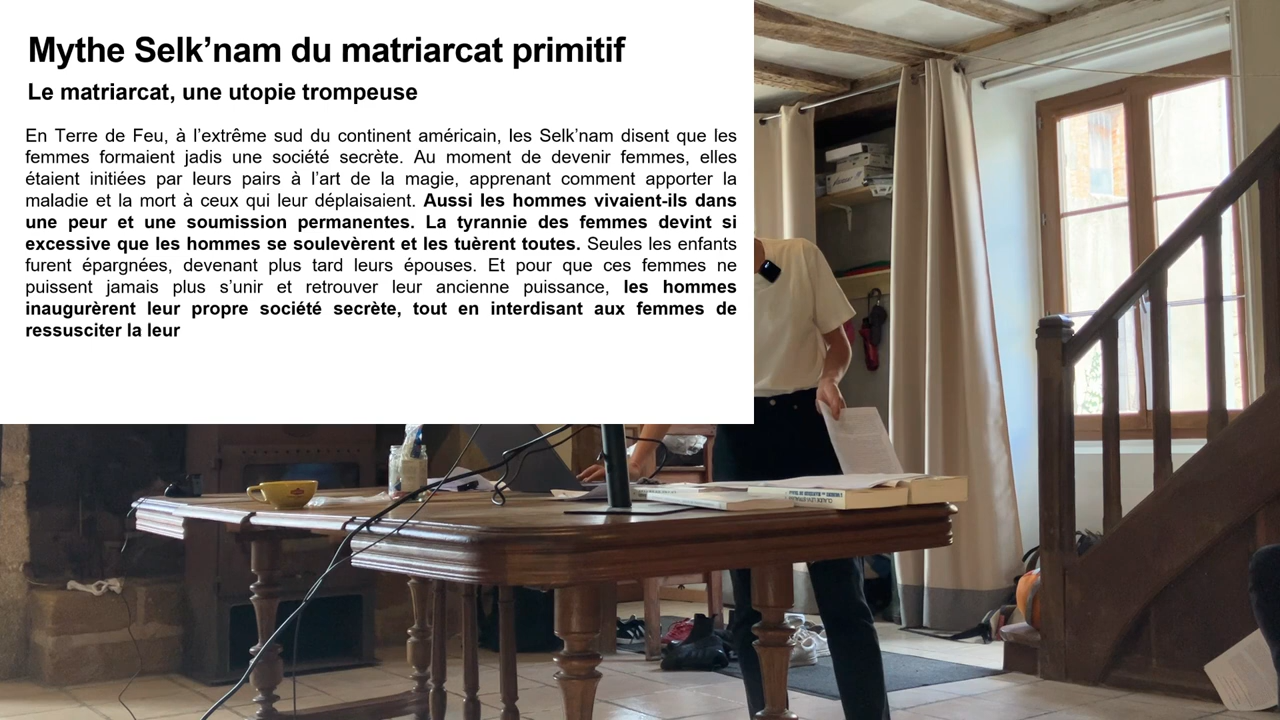 Mythe Selk’nam du matriarcat primitif
Le matriarcat, une utopie trompeuse
En Terre de Feu, à l’extrême sud du continent américain, les Selk’nam disent que les
femmes formaient jadis une société secrète. Au moment de devenir femmes, elles
étaient initiées par leurs pairs à l’art de la magie, apprenant comment apporter la
maladie et la mort à ceux qui leur déplaisaient. Aussi les hommes vivaient-ils dans
une peur et une soumission permanentes. La tyrannie des femmes devint si
excessive que les hommes se soulevèrent et les tuèrent toutes. Seules les enfants
furent épargnées, devenant plus tard leurs épouses. Et pour que ces femmes ne
puissent jamais plus s’unir et retrouver leur ancienne puissance, les hommes
inaugurèrent leur propre société secrète, tout en interdisant aux femmes de
ressusciter la leur